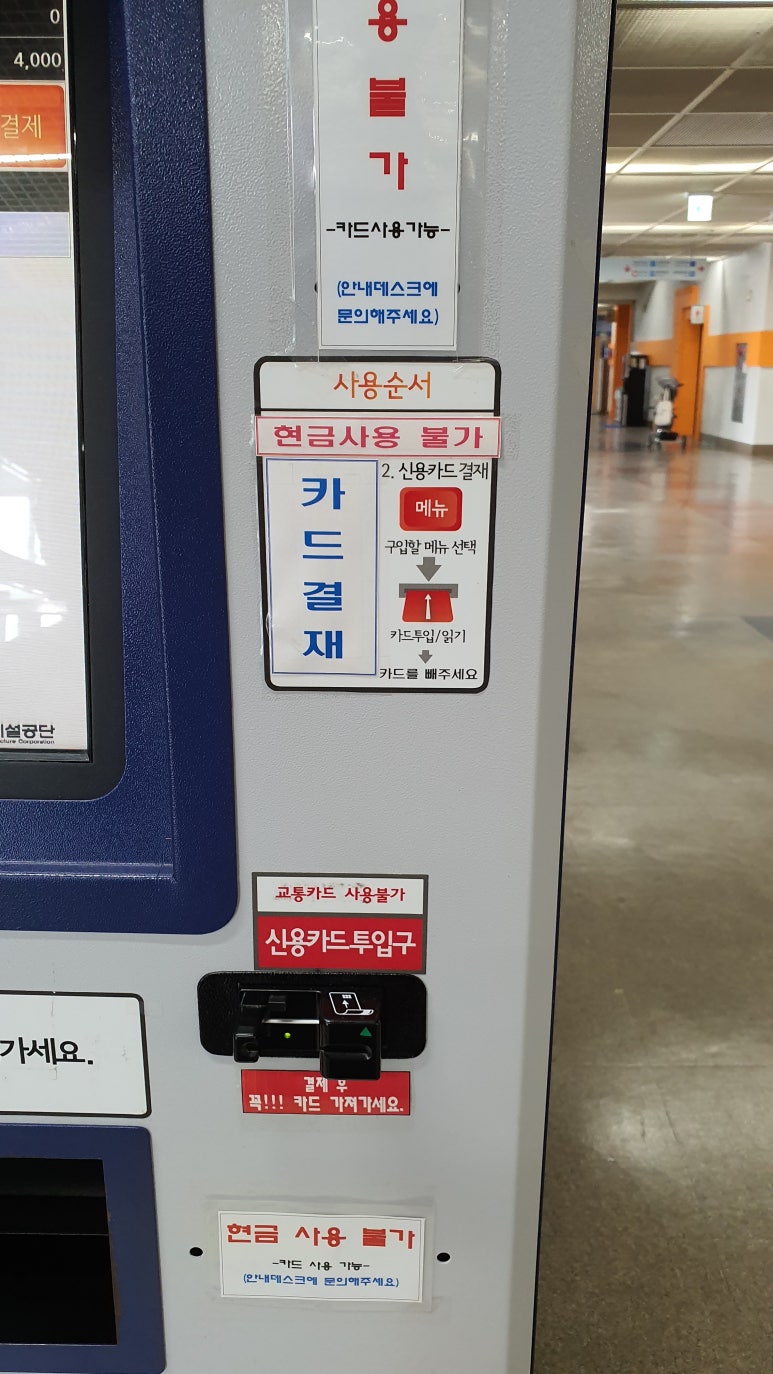 0
4,000
결제
용
불
가
-카드사용가능-
(안내데스크에
문의해주세요)
사용순서
현금사용 불가
카
드
결
재
2. 신용카드 결재
메뉴
구입할 메뉴 선택
카드투입/읽기
카드를 빼주세요
설공단
교통카드 사용불가
신용카드투입구
가세요.
결제 후
꼭!!! 카드 가져가세요.
현금 사용 불가
-카드 사용 가능-
(안내데스크에 문의해주세요)